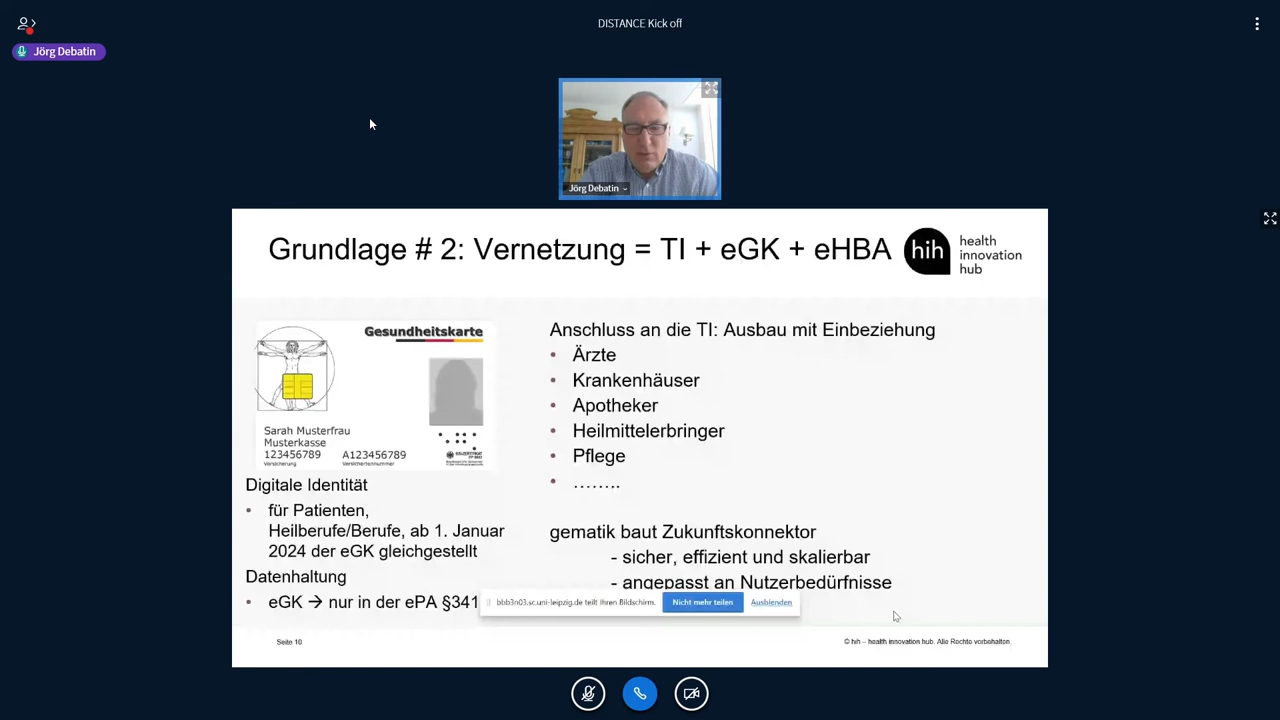 DISTANCE Kick off
Jörg Debatin
Jörg Debatin
Grundlage # 2: Vernetzung = TI + eGK + eHBA
hih
health
innovation
hub
Gesundheitskarte
Sarah Musterfrau
Musterkasse
123456789 A123456789
Versicherung Versichertennummer
Digitale Identität
• für Patienten,
Heilberufe/Berufe, ab 1. Januar
2024 der eGK gleichgestellt
Datenhaltung
• eGK → nur in der ePA §341
Anschluss an die TI: Ausbau mit Einbeziehung
• Ärzte
• Krankenhäuser
• Apotheker
• Heilmittelerbringer
• Pflege
• ........
gematik baut Zukunftskonnektor
- sicher, effizient und skalierbar
- angepasst an Nutzerbedürfnisse
bbb3n03.sc.uni-leipzig.de teilt Ihren Bildschirm. Nicht mehr teilen Ausblenden
Seite 10
© hih – health innovation hub. Alle Rechte vorbehalten.